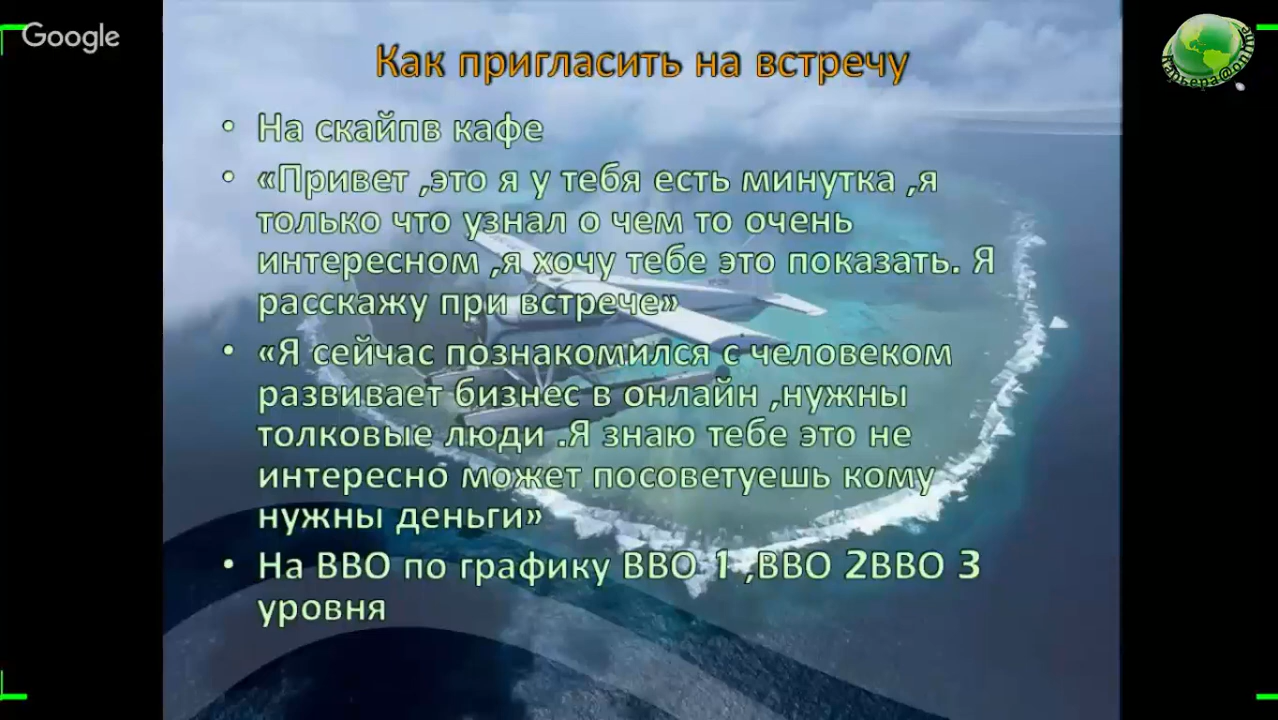 Google
Карьера@online
Как пригласить на встречу
• На скайпв кафе
• «Привет ,это я у тебя есть минутка ,я
только что узнал о чем то очень
интересном ,я хочу тебе это показать. Я
расскажу при встрече»
• «Я сейчас познакомился с человеком
развивает бизнес в онлайн ,нужны
толковые люди .Я знаю тебе это не
интересно может посоветуешь кому
нужны деньги»
• На ВВО по графику ВВО 1 ,ВВО 2ВВО 3
уровня